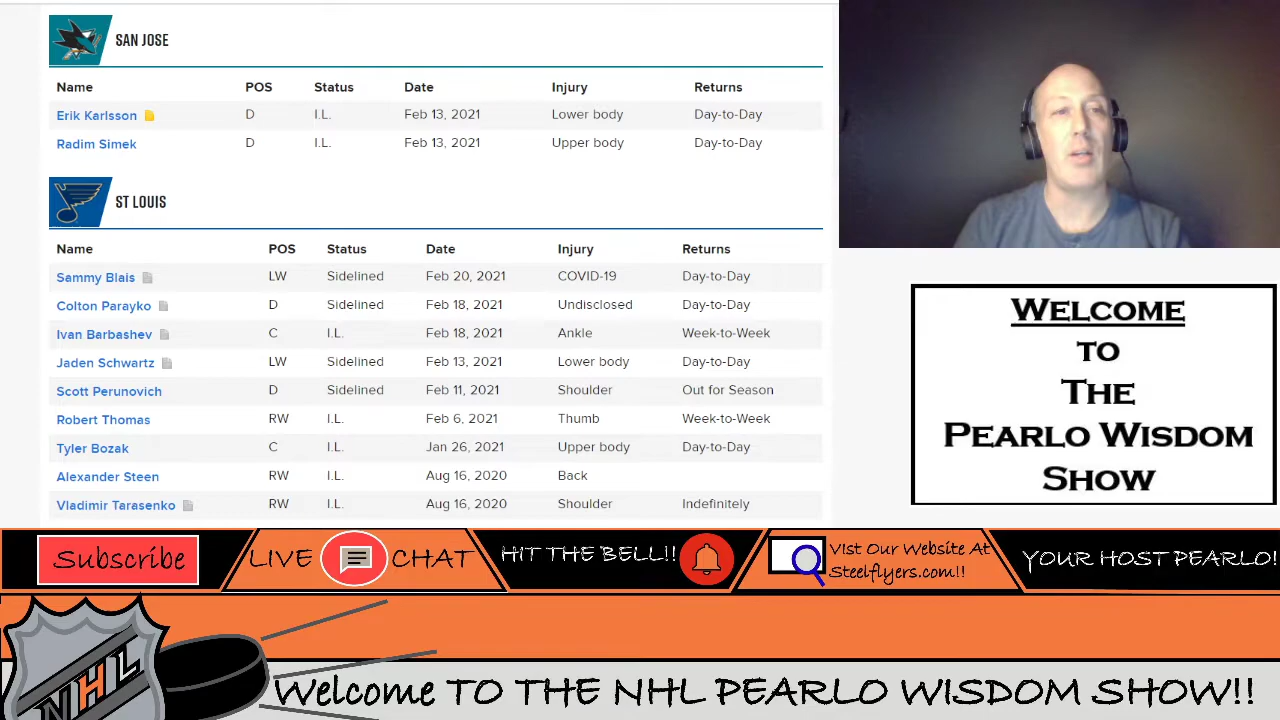 SAN JOSE
Name POS Status Date Injury Returns
Erik Karlsson D I.L. Feb 13, 2021 Lower body Day-to-Day
Radim Simek D I.L. Feb 13, 2021 Upper body Day-to-Day
ST LOUIS
Name POS Status Date Injury Returns
Sammy Blais LW Sidelined Feb 20, 2021 COVID-19 Day-to-Day
Colton Parayko D Sidelined Feb 18, 2021 Undisclosed Day-to-Day
Ivan Barbashev C I.L. Feb 18, 2021 Ankle Week-to-Week
Jaden Schwartz LW Sidelined Feb 13, 2021 Lower body Day-to-Day
Scott Perunovich D Sidelined Feb 11, 2021 Shoulder Out for Season
Robert Thomas RW I.L. Feb 6, 2021 Thumb Week-to-Week
Tyler Bozak C I.L. Jan 26, 2021 Upper body Day-to-Day
Alexander Steen RW I.L. Aug 16, 2020 Back
Vladimir Tarasenko RW I.L. Aug 16, 2020 Shoulder Indefinitely
WELCOME
TO
THE
PEARLO WISDOM
SHOW
Subscribe
LIVE CHAT
HIT THE BELL!!
VIst Our Website At
Steelflyers.com!!
YOUR HOST PEARLO!
NHL
Welcome TO THE NHL PEARLO WISDOM SHOW!!